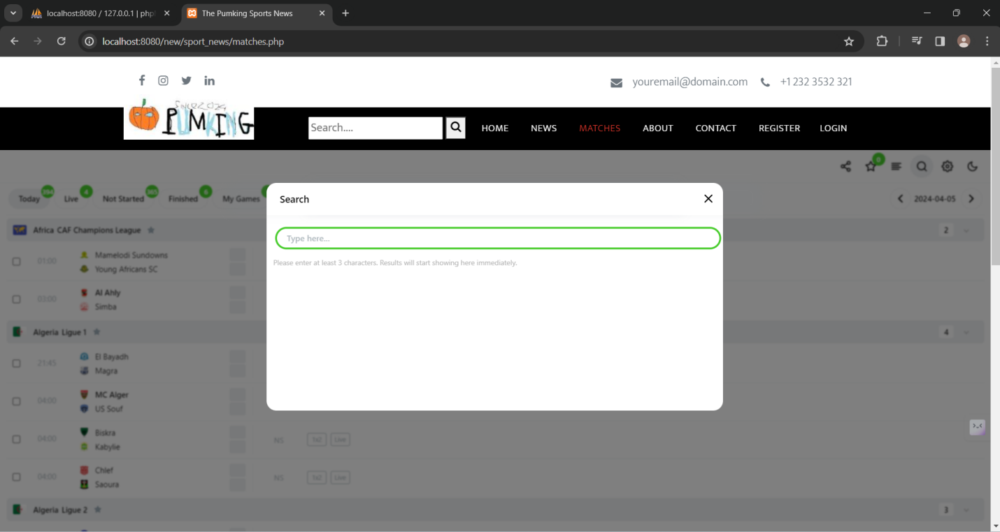 localhost:8080 / 127.0.0.1 | php
The Pumking Sports News
localhost:8080/new/sport_news/matches.php
youremail@domain.com
+1 232 3532 321
SINCE2024
PUMKING
Search....
HOME
NEWS
MATCHES
ABOUT
CONTACT
REGISTER
LOGIN
0
Today
394
Live
4
Not Started
365
Finished
6
My Games
2024-04-05
Search
Type here...
Please enter at least 3 characters. Results will start showing here immediately.
Africa CAF Champions League
2
01:00
Mamelodi Sundowns
Young Africans SC
03:00
Al Ahly
Simba
Algeria Ligue 1
4
21:45
El Bayadh
Magra
04:00
MC Alger
US Souf
04:00
Biskra
Kabylie
NS
1x2
Live
04:00
Chlef
Saoura
NS
1x2
Live
Algeria Ligue 2
3